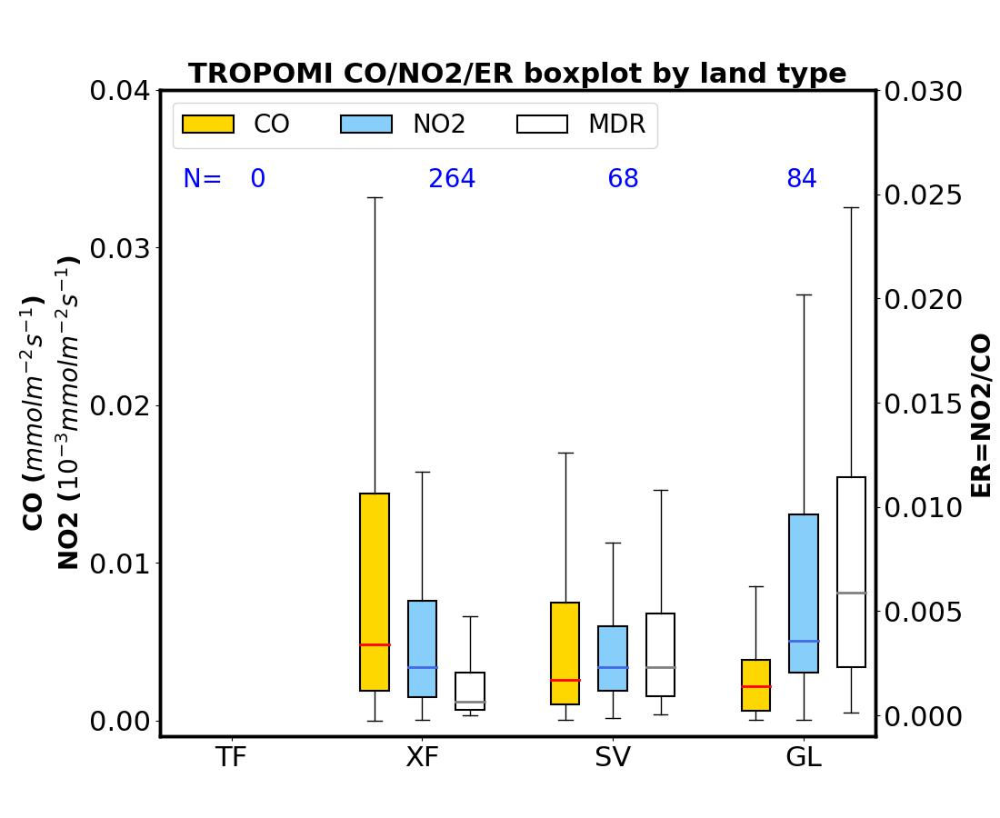 TROPOMI CO/NO2/ER boxplot by land type
CO NO2 MDR
N= 0 264 68 84
CO (mmolm⁻²s⁻¹)
NO2 (10⁻³mmolm⁻²s⁻¹)
0.04
0.03
0.02
0.01
0.00
0.030
0.025
0.020
0.015
0.010
0.005
0.000
ER=NO2/CO
TF XF SV GL